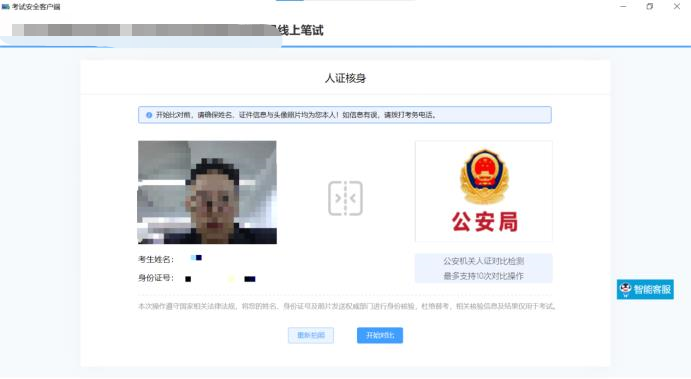 考试安全客户端
线上笔试
人证核身
开始比对前，请确保姓名、证件信息与头像照片均为您本人！如信息有误，请拨打考务电话。
公安局
考生姓名：
公安机关人证对比检测
身份证号：
最多支持10次对比操作
智能客服
本次操作遵守国家相关法律法规，将您的姓名、身份证号及照片发送权威部门进行身份核验，杜绝替考，相关核验信息及结果仅用于考试。
重新拍照
开始对比